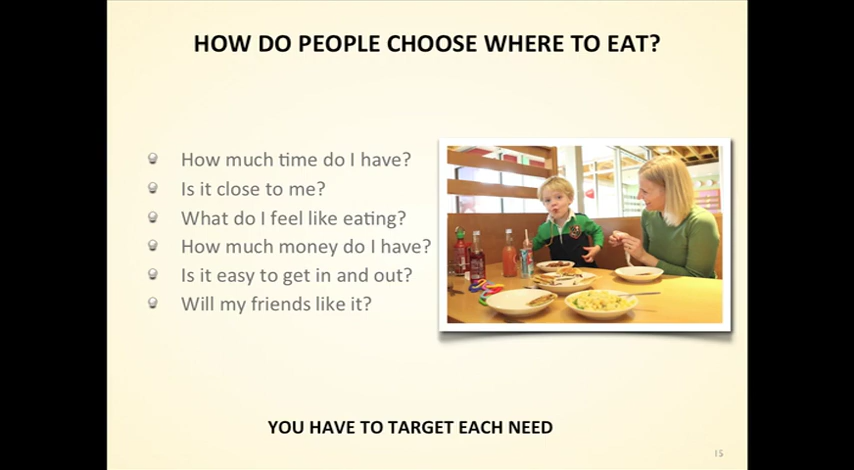 HOW DO PEOPLE CHOOSE WHERE TO EAT?
How much time do I have?
Is it close to me?
What do I feel like eating?
How much money do I have?
Is it easy to get in and out?
Will my friends like it?
YOU HAVE TO TARGET EACH NEED
15